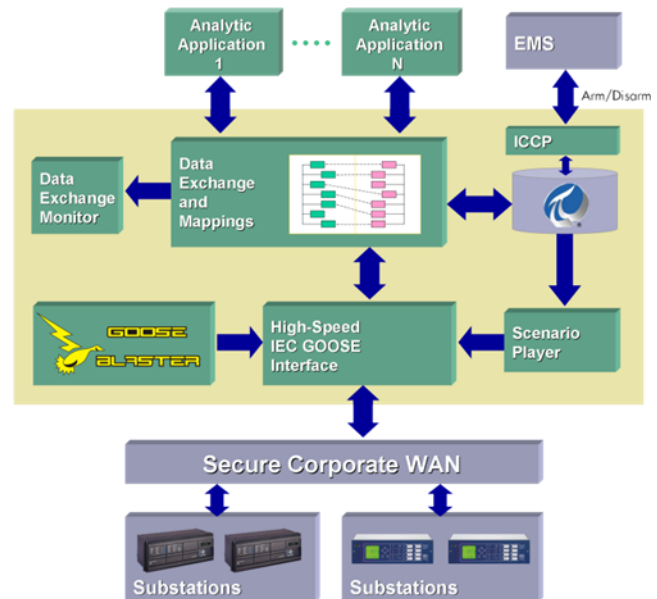 Analytic
Application
1
Analytic
Application
N
EMS
Arm/Disarm
ICCP
Data
Exchange
Monitor
Data
Exchange
and
Mappings
GOOSE
BLASTER
High-Speed
IEC GOOSE
Interface
Scenario
Player
Secure Corporate WAN
Substations
Substations